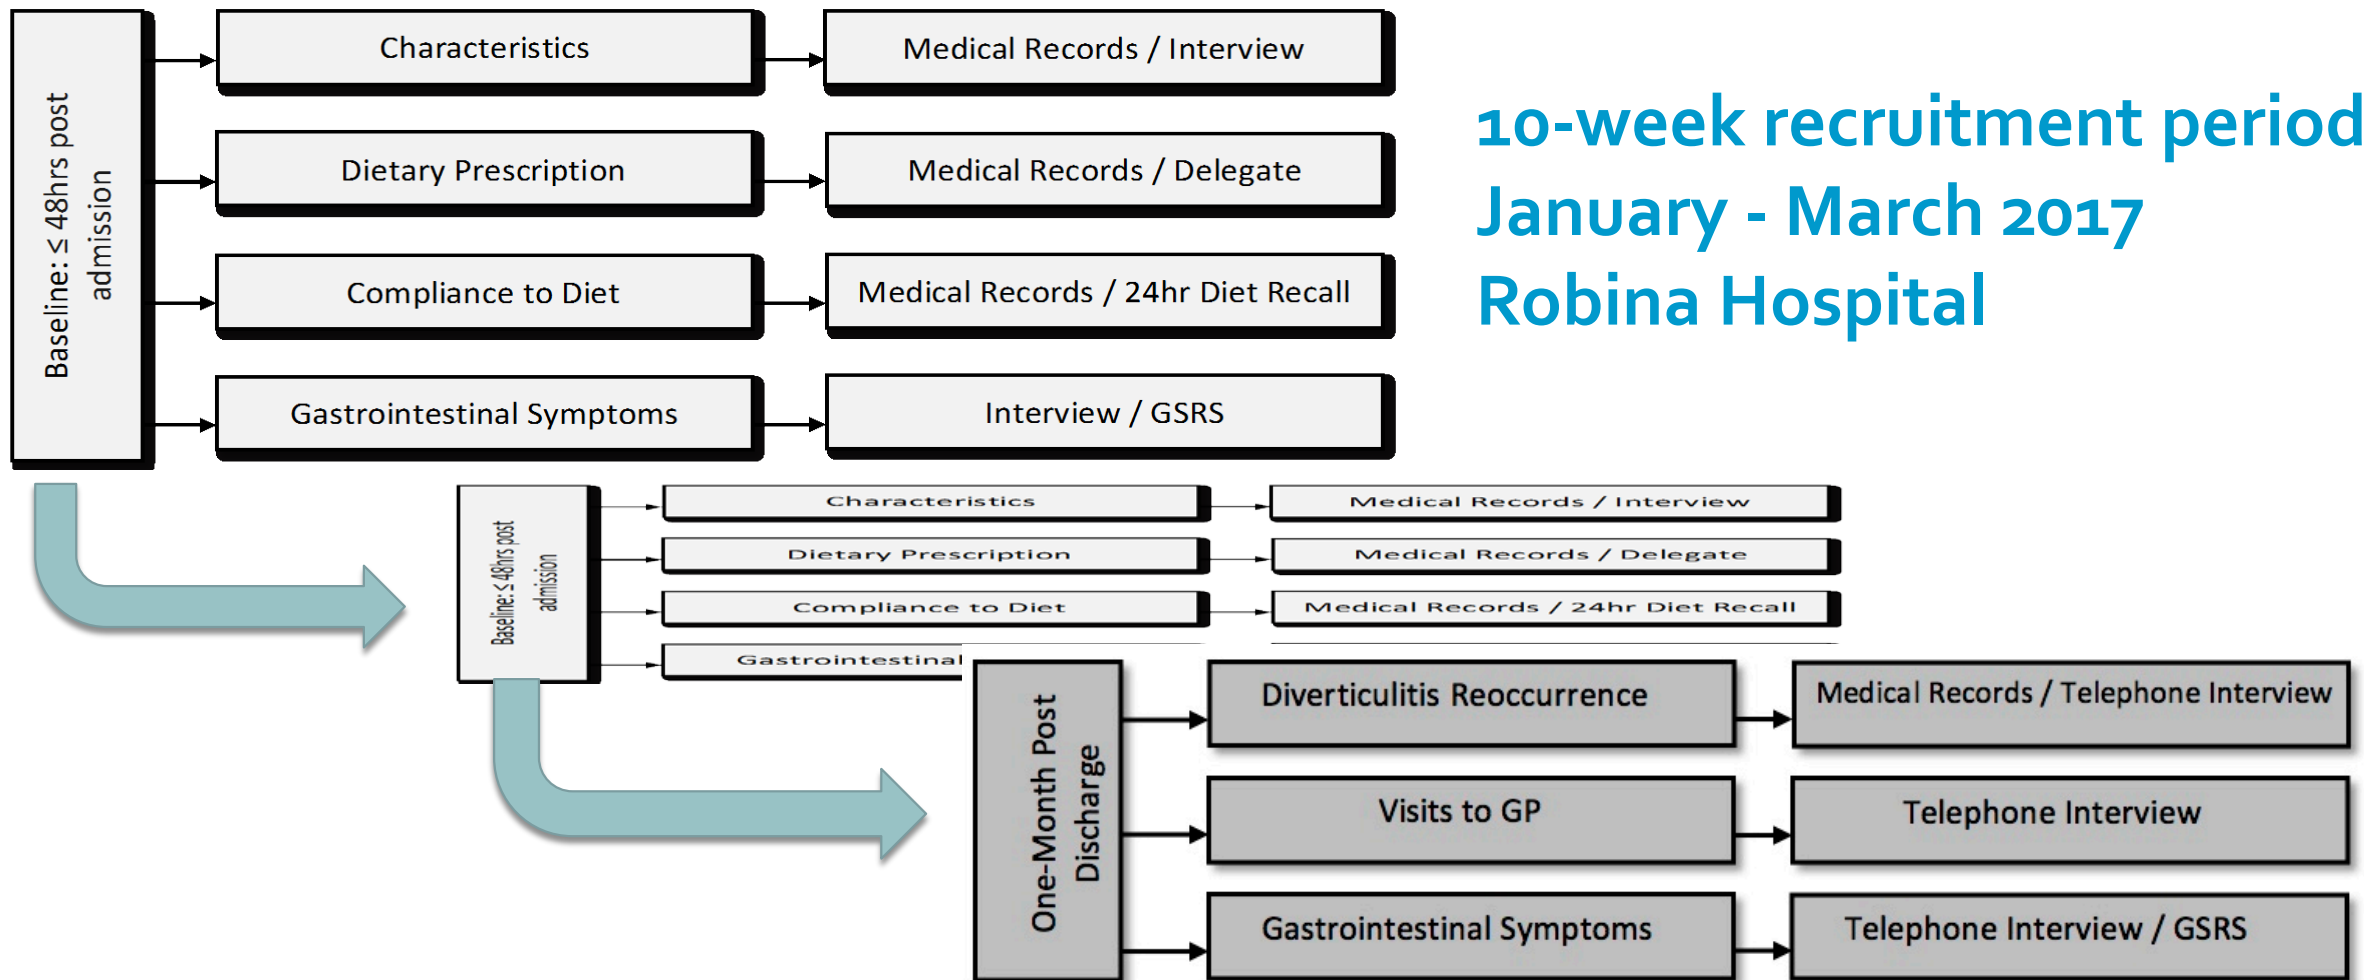 Baseline: ≤ 48hrs post
admission
Characteristics
Medical Records / Interview
Dietary Prescription
Medical Records / Delegate
Compliance to Diet
Medical Records / 24hr Diet Recall
Gastrointestinal Symptoms
Interview / GSRS
10-week recruitment period
January - March 2017
Robina Hospital
Baseline: ≤ 48hrs post
admission
Characteristics
Medical Records / Interview
Dietary Prescription
Medical Records / Delegate
Compliance to Diet
Medical Records / 24hr Diet Recall
Gastrointestinal
One-Month Post
Discharge
Diverticulitis Reoccurrence
Medical Records / Telephone Interview
Visits to GP
Telephone Interview
Gastrointestinal Symptoms
Telephone Interview / GSRS